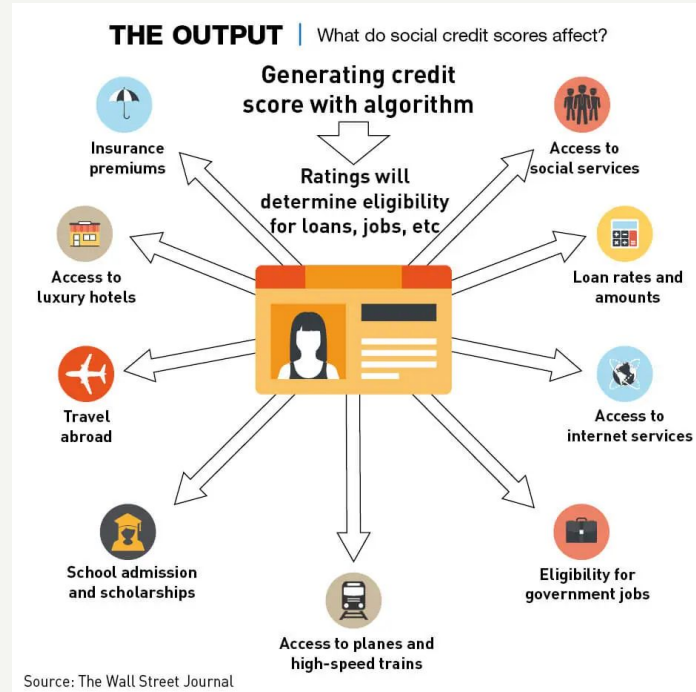 THE OUTPUT | What do social credit scores affect?
Generating credit
score with algorithm
Ratings will
determine eligibility
for loans, jobs, etc
Insurance
premiums
Access to
social services
Access to
luxury hotels
Loan rates and
amounts
Travel
abroad
Access to
internet services
School admission
and scholarships
Eligibility for
government jobs
Access to planes and
high-speed trains
Source: The Wall Street Journal